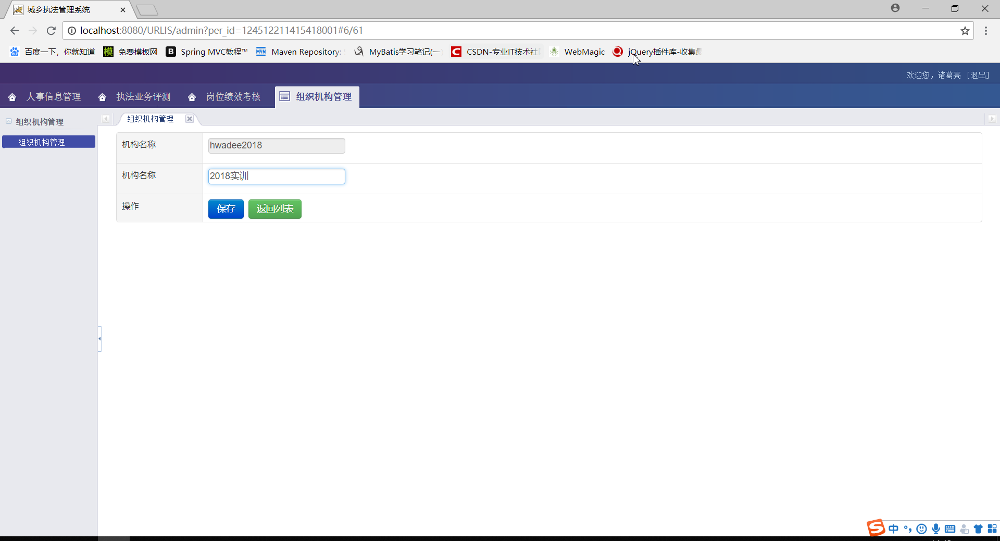 城乡执法管理系统
localhost:8080/URLIS/admin?per_id=124512211415418001#6/61
百度一下，你就知道 模 免费模板网 B Spring MVC教程™ MVN Maven Repository: MyBatis学习笔记(一 C CSDN-专业IT技术社 WebMagic jQuery插件库-收集
欢迎您，诸葛亮 [退出]
人事信息管理 执法业务评测 岗位绩效考核 组织机构管理
组织机构管理 组织机构管理
组织机构管理
机构名称 hwadee2018
机构名称 2018实训
操作 保存 返回列表
S 中